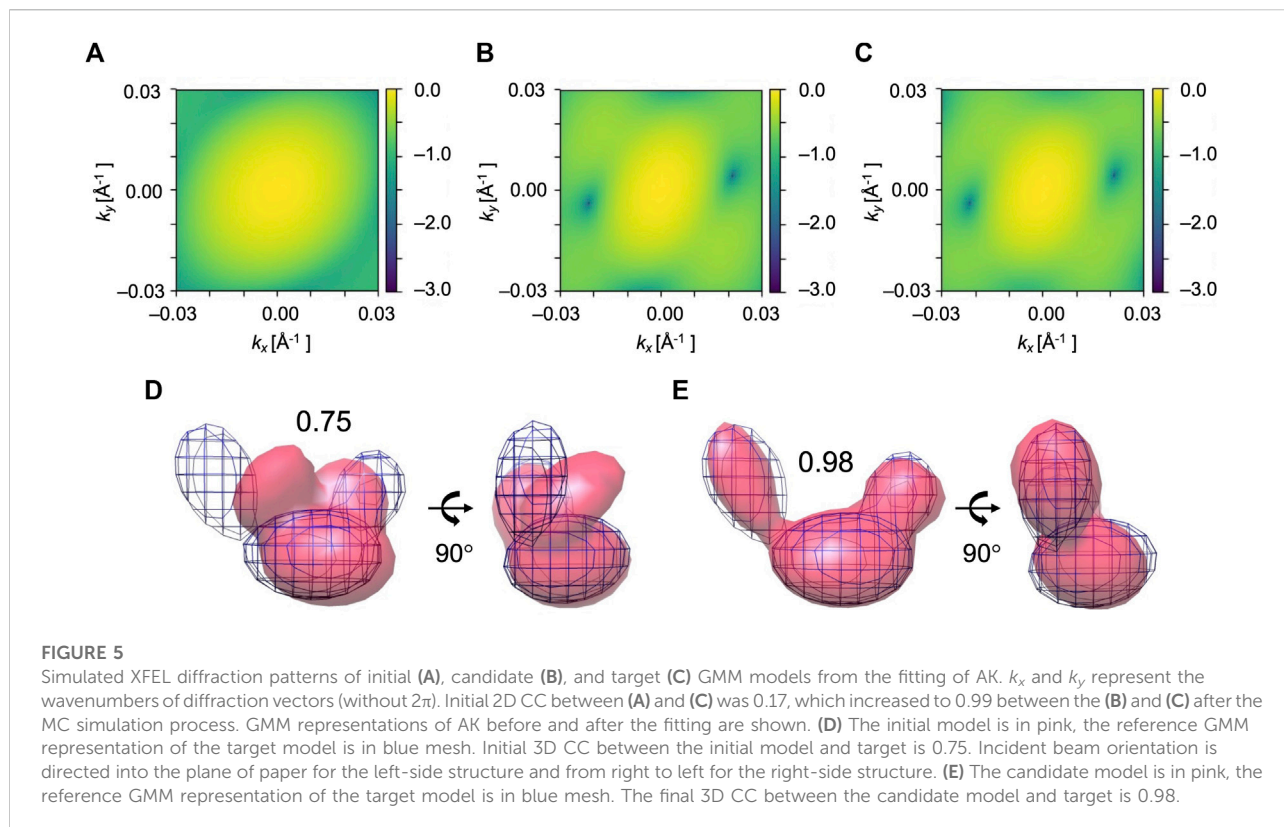 A
B
C
0.03
0.00
−0.03
k_y [Å⁻¹]
−0.03
0.00
0.03
k_x [Å⁻¹]
0.0
−1.0
−2.0
−3.0
0.03
0.00
−0.03
k_y [Å⁻¹]
−0.03
0.00
0.03
k_x [Å⁻¹]
0.0
−1.0
−2.0
−3.0
0.03
0.00
−0.03
k_y [Å⁻¹]
−0.03
0.00
0.03
k_x [Å⁻¹]
0.0
−1.0
−2.0
−3.0
D
0.75
90°
E
0.98
90°
FIGURE 5
Simulated XFEL diffraction patterns of initial (A), candidate (B), and target (C) GMM models from the fitting of AK. k_x and k_y represent the
wavenumbers of diffraction vectors (without 2π). Initial 2D CC between (A) and (C) was 0.17, which increased to 0.99 between the (B) and (C) after the
MC simulation process. GMM representations of AK before and after the fitting are shown. (D) The initial model is in pink, the reference GMM
representation of the target model is in blue mesh. Initial 3D CC between the initial model and target is 0.75. Incident beam orientation is
directed into the plane of paper for the left-side structure and from right to left for the right-side structure. (E) The candidate model is in pink, the
reference GMM representation of the target model is in blue mesh. The final 3D CC between the candidate model and target is 0.98.